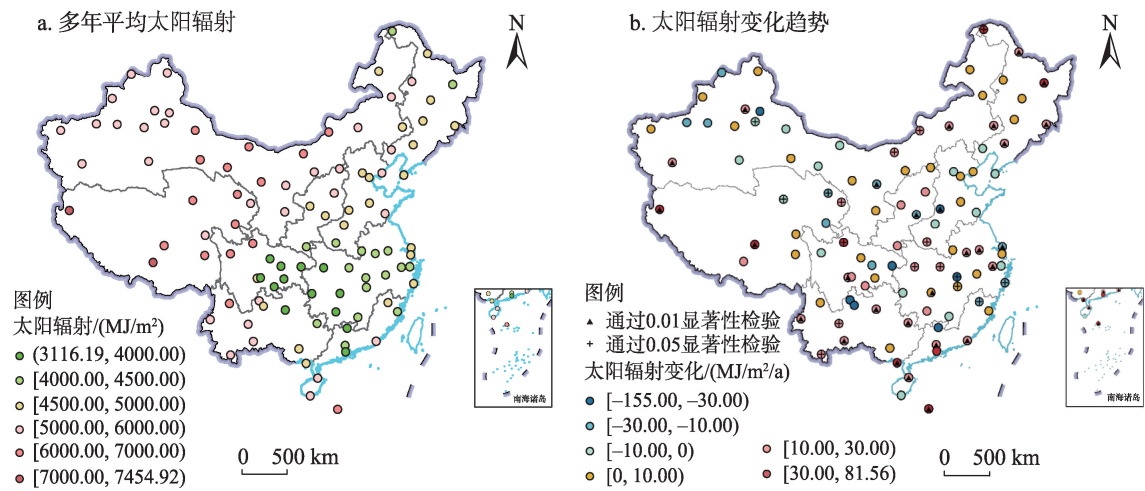 a. 多年平均太阳辐射
N
图例
太阳辐射/(MJ/m²)
(3116.19, 4000.00)
[4000.00, 4500.00)
[4500.00, 5000.00)
[5000.00, 6000.00)
[6000.00, 7000.00)
[7000.00, 7454.92)
0 500 km
南海诸岛
b. 太阳辐射变化趋势
N
图例
▲ 通过0.01显著性检验
+ 通过0.05显著性检验
太阳辐射变化/(MJ/m²/a)
[–155.00, –30.00)
[–30.00, –10.00)
[–10.00, 0)
[0, 10.00)
[10.00, 30.00)
[30.00, 81.56)
0 500 km
南海诸岛